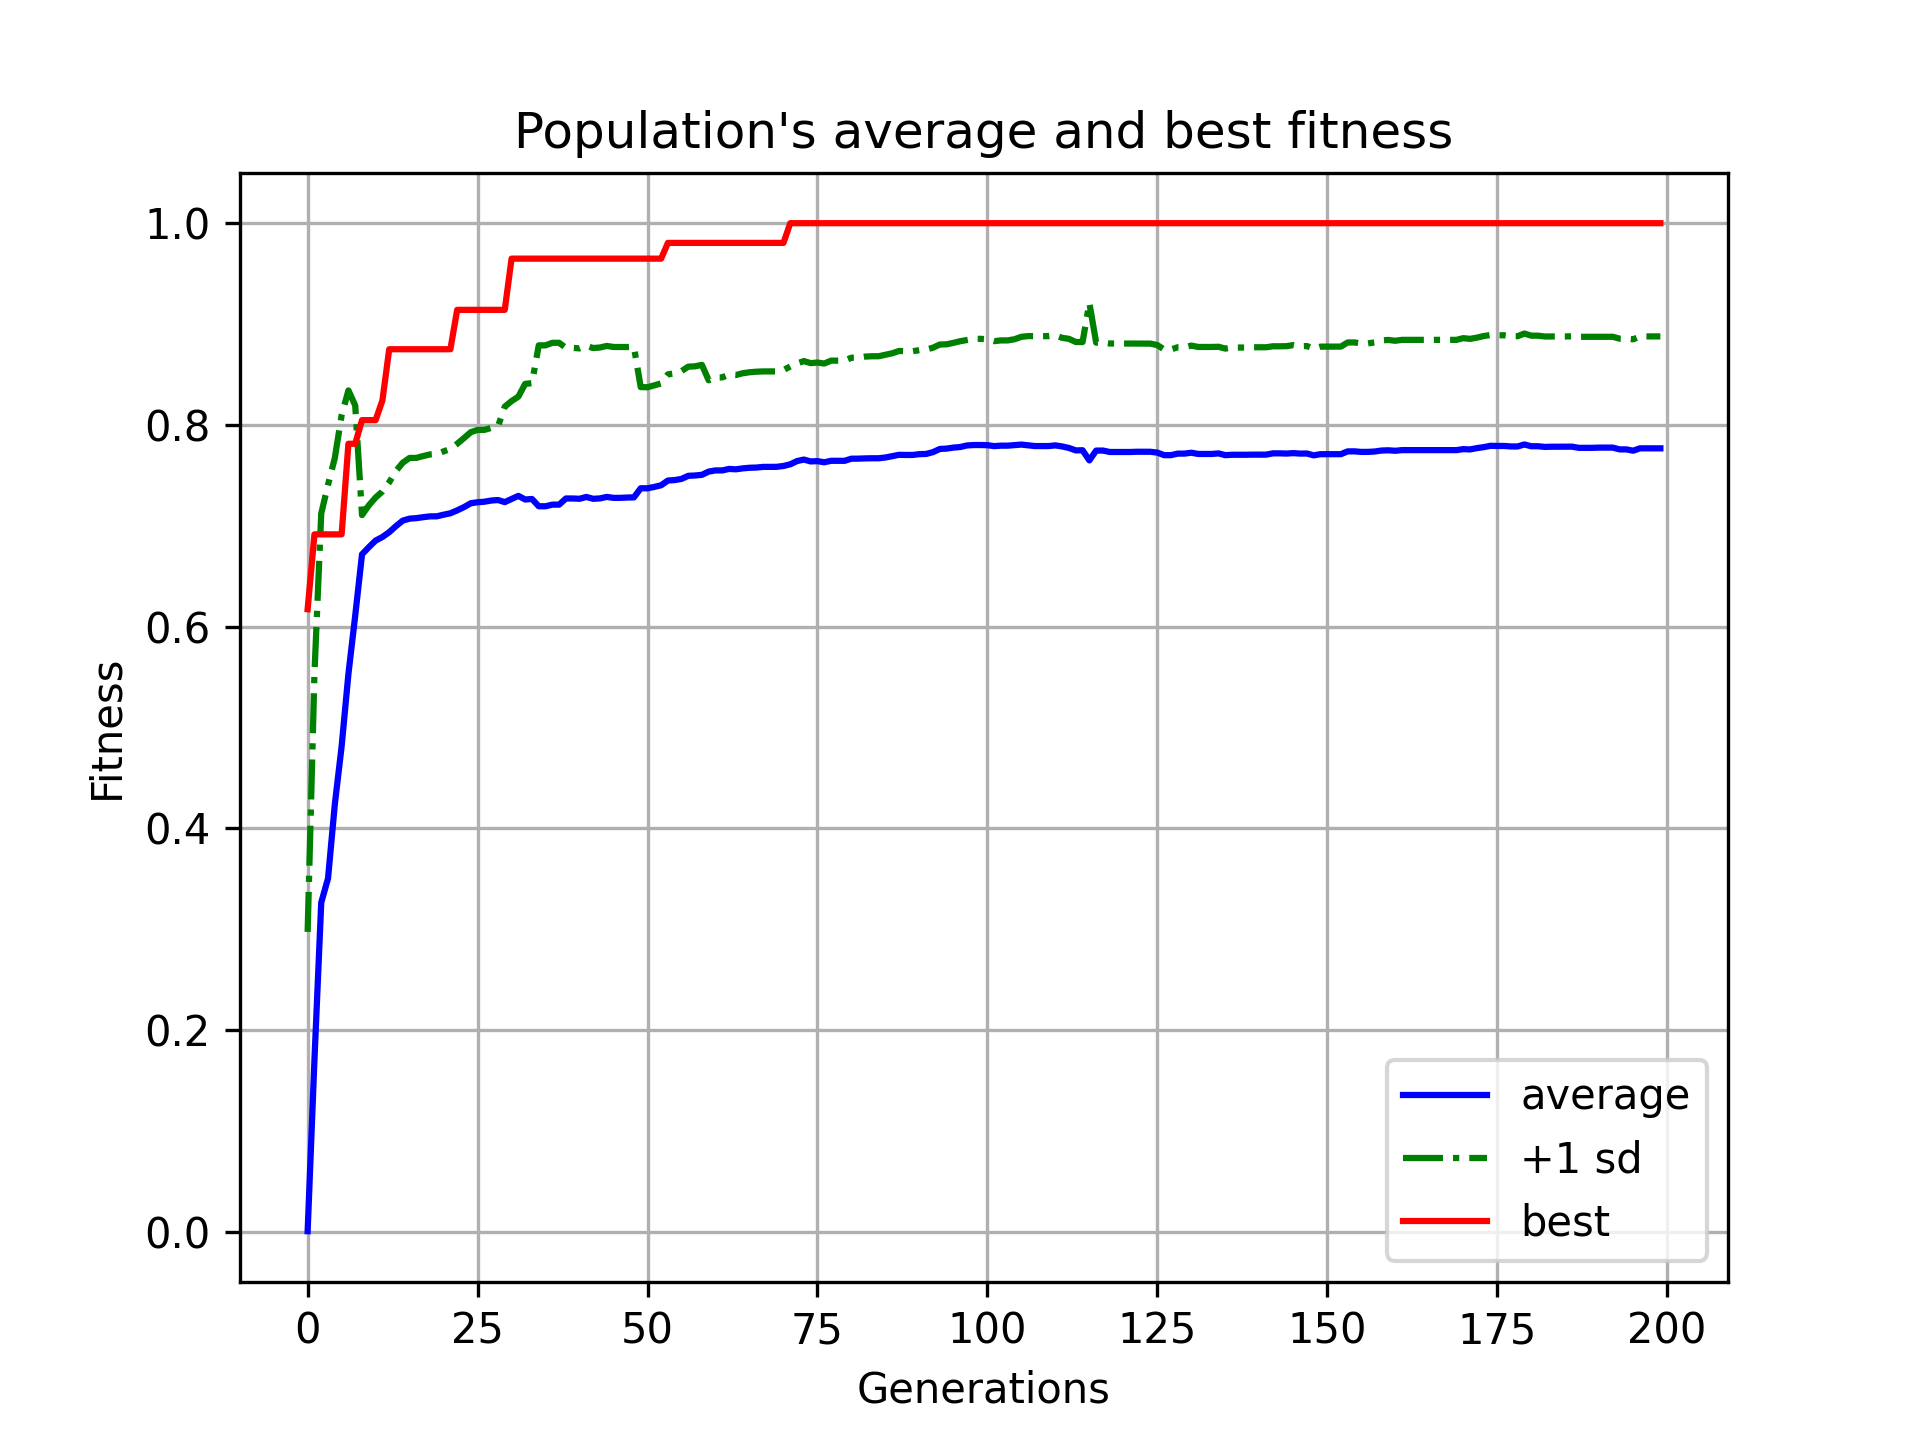 Population's average and best fitness
1.0
0.8
0.6
0.4
0.2
0.0
Fitness
0 25 50 75 100 125 150 175 200
Generations
average
+1 sd
best